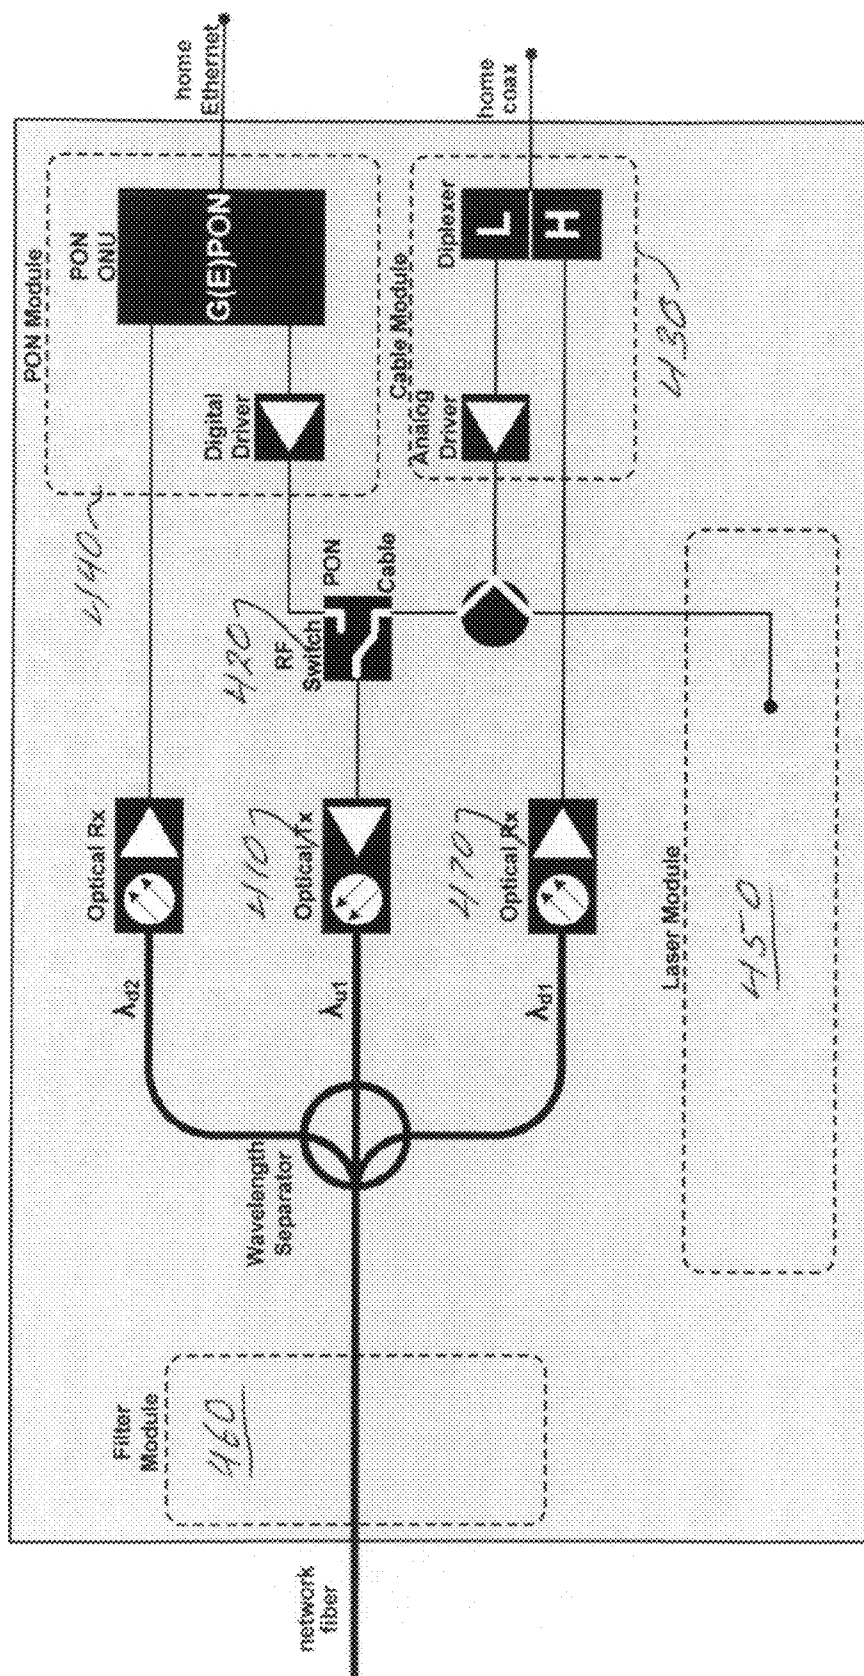 home
Ethernet
home
coax
PON Module
PON
ONU
G(E)PON
Digital
Driver
440
Cable Module
Diplexer
L
H
Analog
Driver
430
420
RF
Switch
PON
Cable
Optical Rx
410
Optical Tx
470
Optical Rx
λd2
λu1
λd1
Wavelength
Separator
Laser Module
450
Filter
Module
460
network
fiber